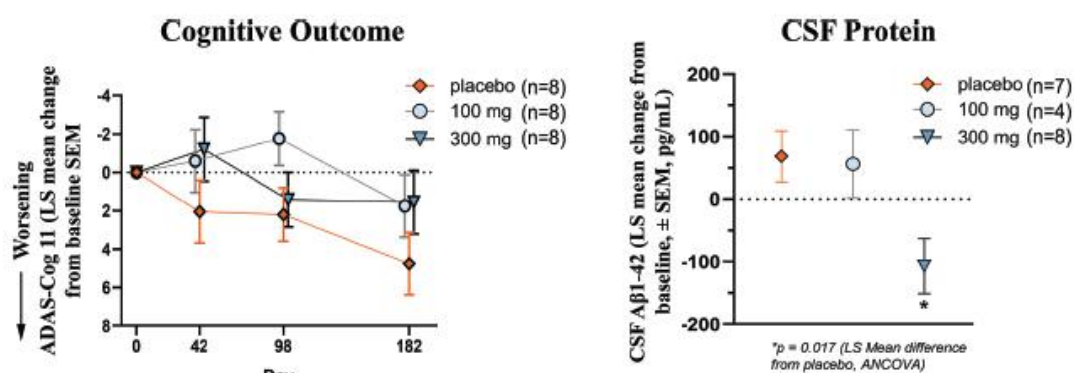 Cognitive Outcome
Worsening
ADAS-Cog 11 (LS mean change
from baseline SEM
placebo (n=8)
100 mg (n=8)
300 mg (n=8)
-4
-2
0
2
4
6
8
0 42 98 182
CSF Protein
CSF Aβ1-42 (LS mean change from
baseline, ± SEM, pg/mL)
placebo (n=7)
100 mg (n=4)
300 mg (n=8)
200
100
0
-100
-200
*
*p = 0.017 (LS Mean difference
from placebo, ANCOVA)